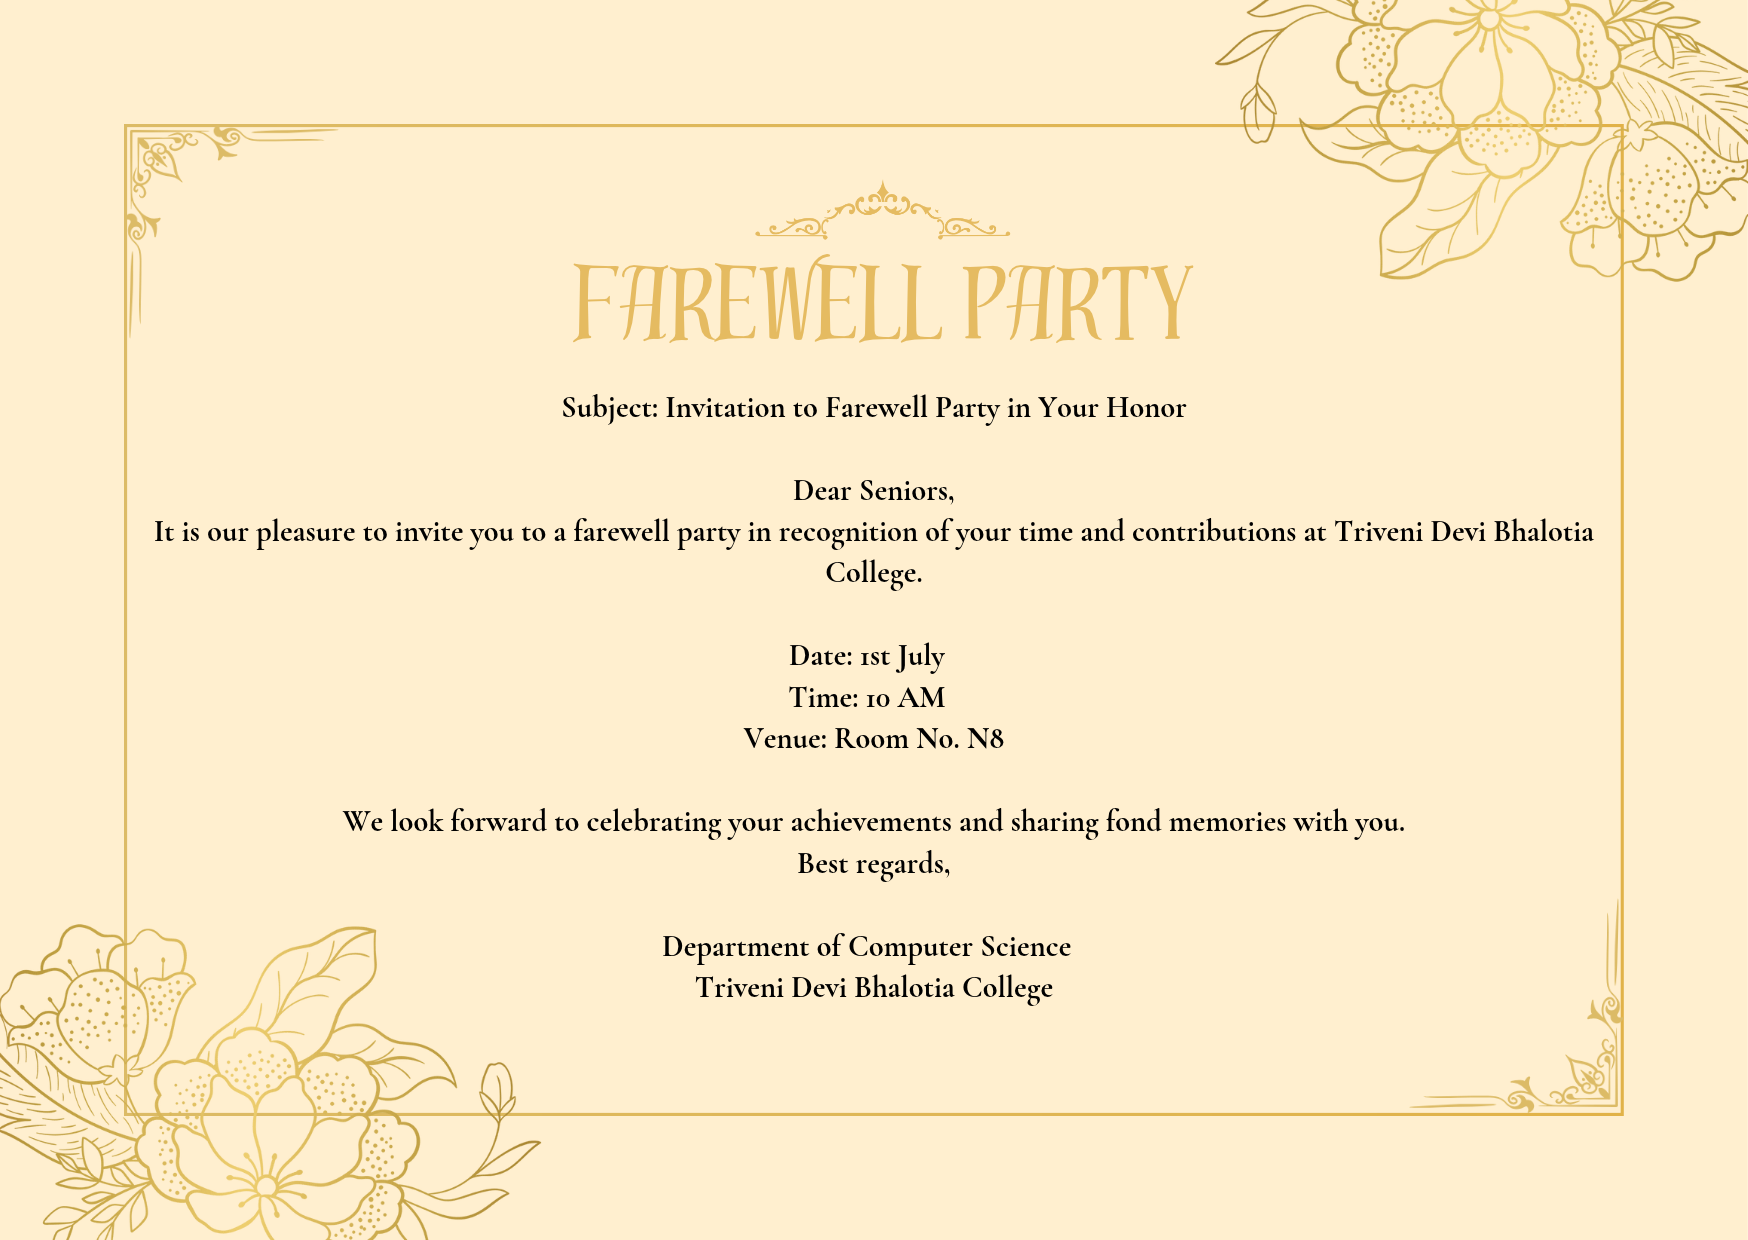 FAREWELL PARTY
Subject: Invitation to Farewell Party in Your Honor
Dear Seniors,
It is our pleasure to invite you to a farewell party in recognition of your time and contributions at Triveni Devi Bhalotia
College.
Date: 1st July
Time: 10 AM
Venue: Room No. N8
We look forward to celebrating your achievements and sharing fond memories with you.
Best regards,
Department of Computer Science
Triveni Devi Bhalotia College